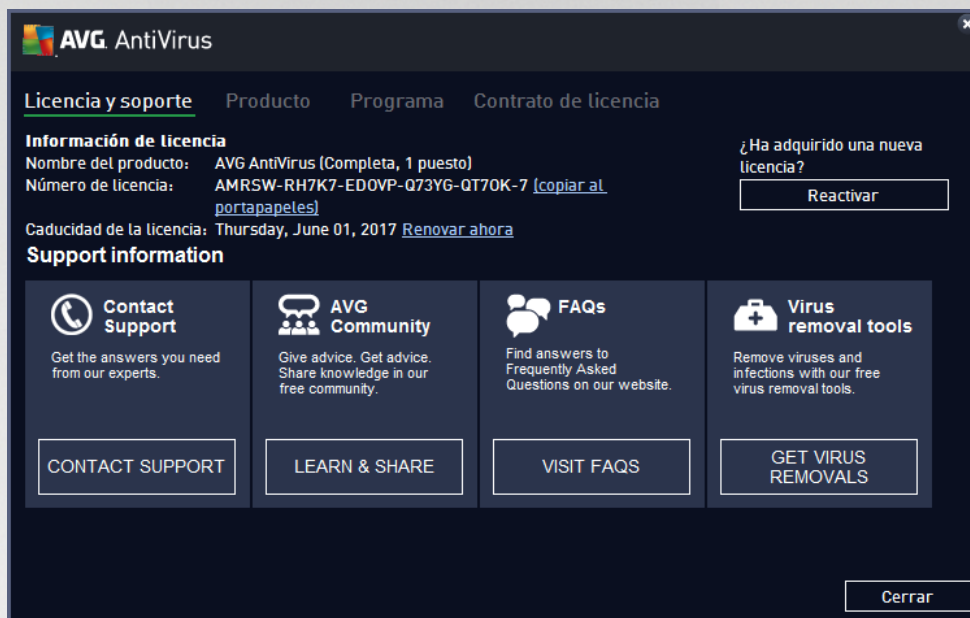 AVG AntiVirus
Licencia y soporte Producto Programa Contrato de licencia
Información de licencia
Nombre del producto: AVG AntiVirus (Completa, 1 puesto)
Número de licencia: AMRSW-RH7K7-EDOVP-Q73YG-QT7OK-7 (copiar al
portapapeles)
Caducidad de la licencia: Thursday, June 01, 2017 Renovar ahora
¿Ha adquirido una nueva
licencia?
Reactivar
Support information
Contact
Support
Get the answers you need
from our experts.
CONTACT SUPPORT
AVG
Community
Give advice. Get advice.
Share knowledge in our
free community.
LEARN & SHARE
FAQs
Find answers to
Frequently Asked
Questions on our website.
VISIT FAQS
Virus
removal tools
Remove viruses and
infections with our free
virus removal tools.
GET VIRUS
REMOVALS
Cerrar